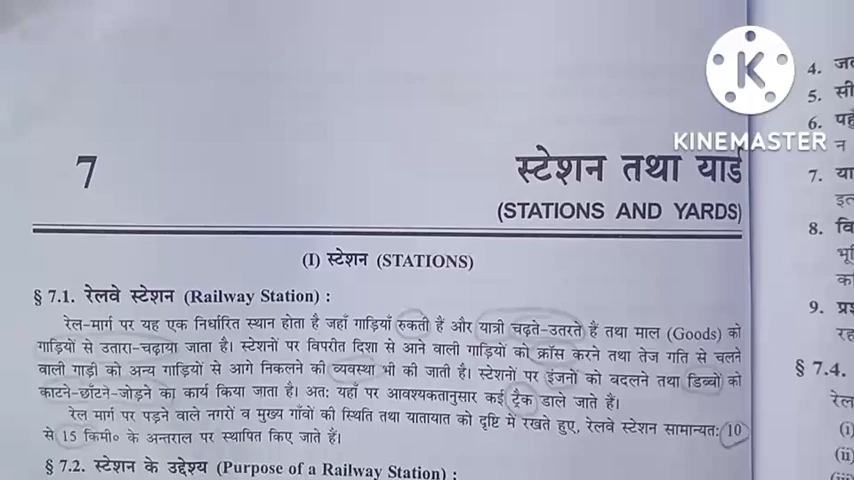 K
KINEMASTER
7
स्टेशन तथा यार्ड
(STATIONS AND YARDS)
(I) स्टेशन (STATIONS)
§ 7.1. रेलवे स्टेशन (Railway Station) :
रेल-मार्ग पर यह एक निर्धारित स्थान होता है जहाँ गाड़ियाँ रुकती हैं और यात्री चढ़ते-उतरते हैं तथा माल (Goods) को
गाड़ियों से उतारा-चढ़ाया जाता है। स्टेशनों पर विपरीत दिशा से आने वाली गाड़ियों को क्रॉस करने तथा तेज गति से चलने
वाली गाड़ी को अन्य गाड़ियों से आगे निकलने की व्यवस्था भी की जाती है। स्टेशनों पर इंजनों को बदलने तथा डिब्बों को
काटने-छाँटने-जोड़ने का कार्य किया जाता है। अतः यहाँ पर आवश्यकतानुसार कई ट्रैक डाले जाते हैं।
रेल मार्ग पर पड़ने वाले नगरों व मुख्य गाँवों की स्थिति तथा यातायात को दृष्टि में रखते हुए, रेलवे स्टेशन सामान्यतः 10
से 15 किमी० के अन्तराल पर स्थापित किए जाते हैं।
§ 7.2. स्टेशन के उद्देश्य (Purpose of a Railway Station) :
4.
5.
6.
न
7. या
8.
9.
§ 7.4.
रेल
(i)
(ii)